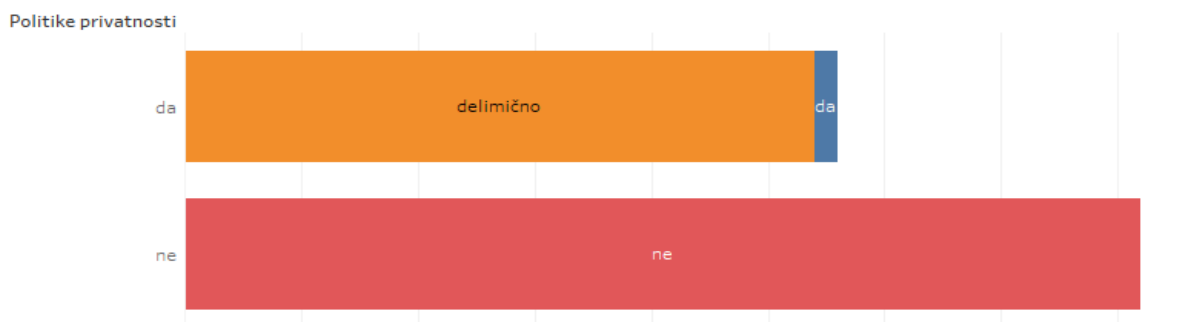 Politike privatnosti
da
delimično
da
ne
ne